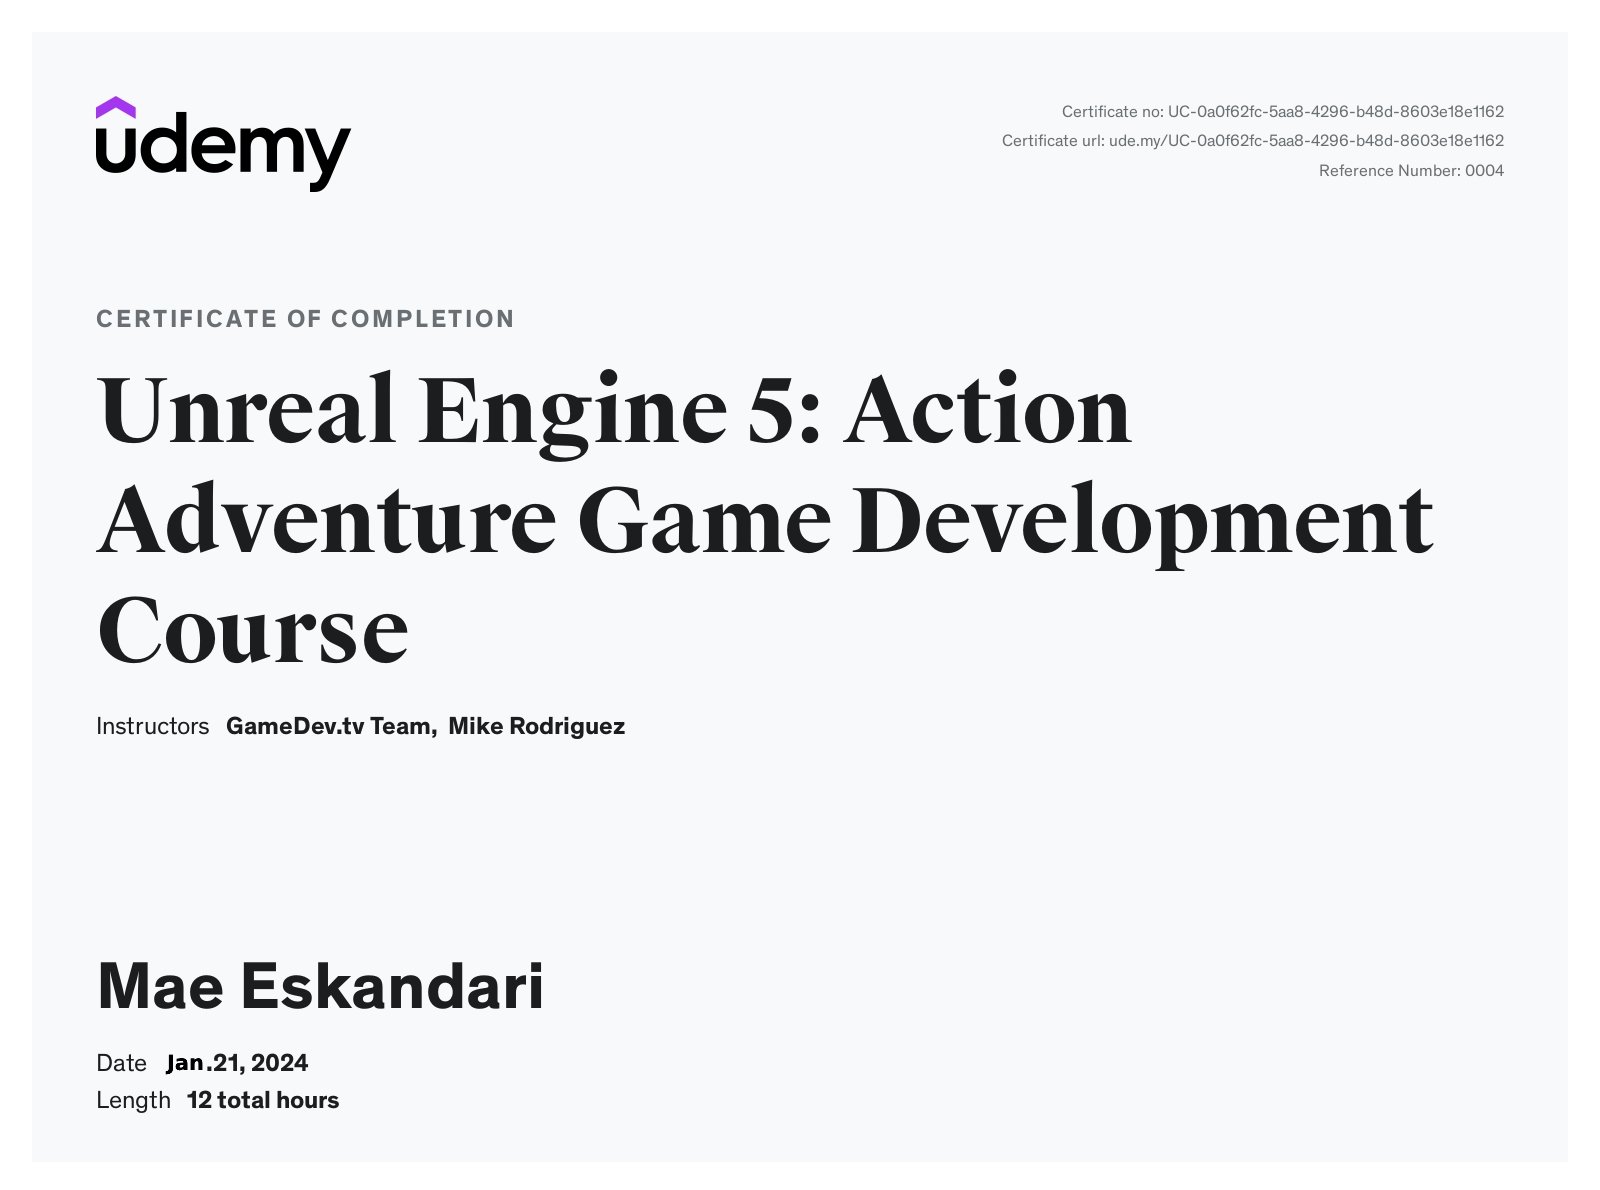 udemy
Certificate no: UC-0a0f62fc-5aa8-4296-b48d-8603e18e1162
Certificate url: ude.my/UC-0a0f62fc-5aa8-4296-b48d-8603e18e1162
Reference Number: 0004
CERTIFICATE OF COMPLETION
Unreal Engine 5: Action
Adventure Game Development
Course
Instructors GameDev.tv Team, Mike Rodriguez
Mae Eskandari
Date Jan.21, 2024
Length 12 total hours